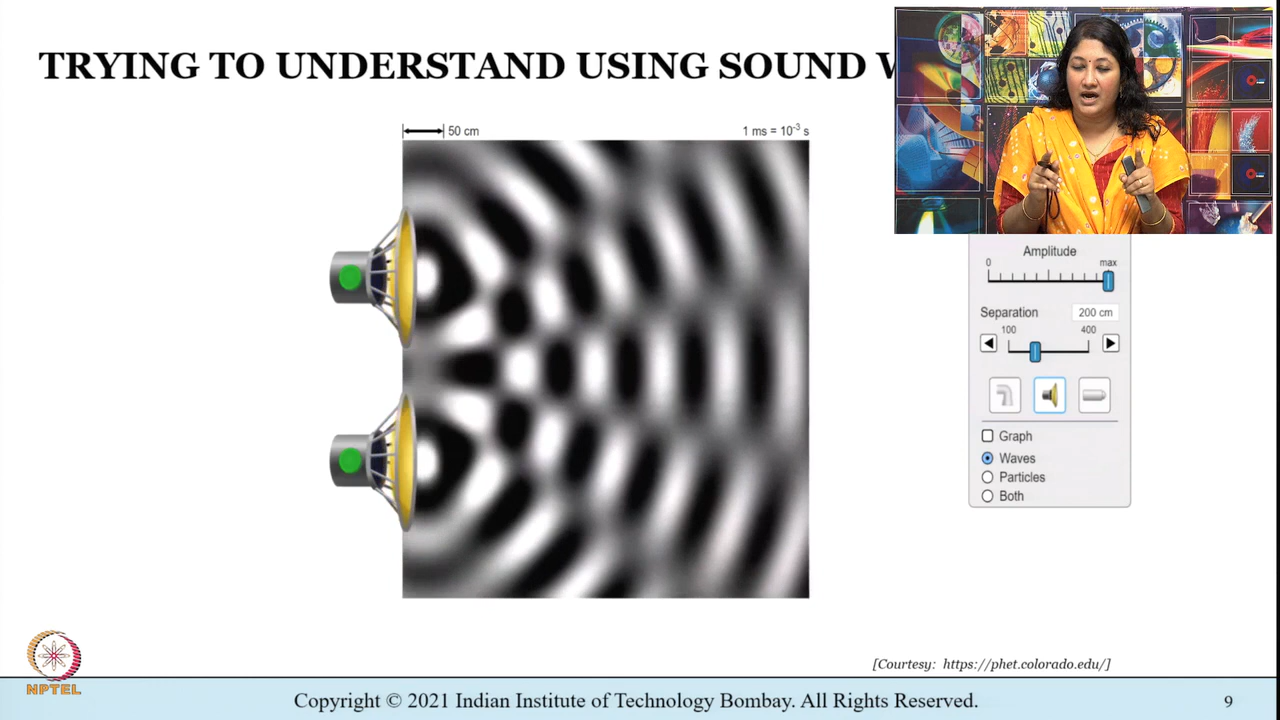 TRYING TO UNDERSTAND USING SOUND
50 cm
1 ms = 10⁻³ s
Amplitude
0 max
Separation 200 cm
100 400
Graph
Waves
Particles
Both
NPTEL
[Courtesy: https://phet.colorado.edu/]
Copyright © 2021 Indian Institute of Technology Bombay. All Rights Reserved.
9